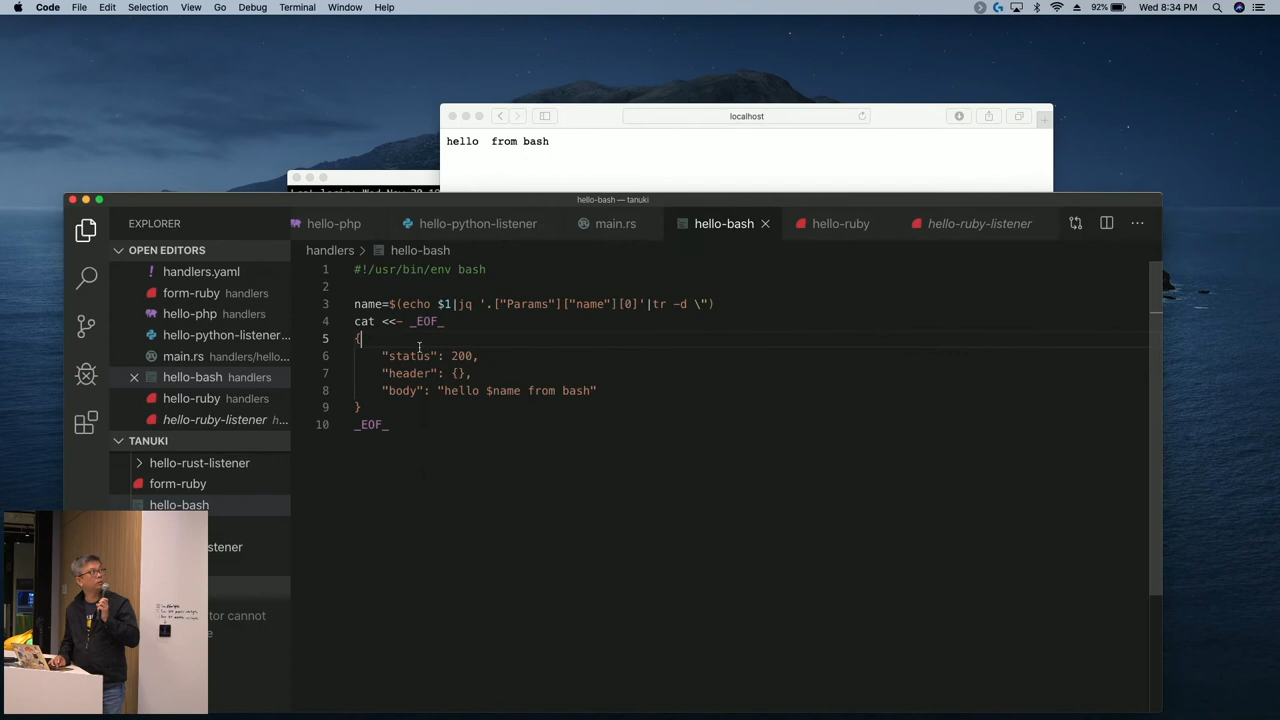 Code File Edit Selection View Go Debug Terminal Window Help
92% Wed 8:34 PM
localhost
hello from bash
hello-bash — tanuki
EXPLORER
hello-php hello-python-listener main.rs hello-bash hello-ruby hello-ruby-listener
OPEN EDITORS
handlers.yaml
form-ruby handlers
hello-php handlers
hello-python-listener...
main.rs handlers/hello...
hello-bash handlers
hello-ruby handlers
hello-ruby-listener h...
TANUKI
hello-rust-listener
form-ruby
hello-bash
handlers > hello-bash
1 #!/usr/bin/env bash
2
3 name=$(echo $1|jq '.["Params"]["name"][0]'|tr -d \")
4 cat <<- _EOF_
5 {
6 "status": 200,
7 "header": {},
8 "body": "hello $name from bash"
9 }
10 _EOF_